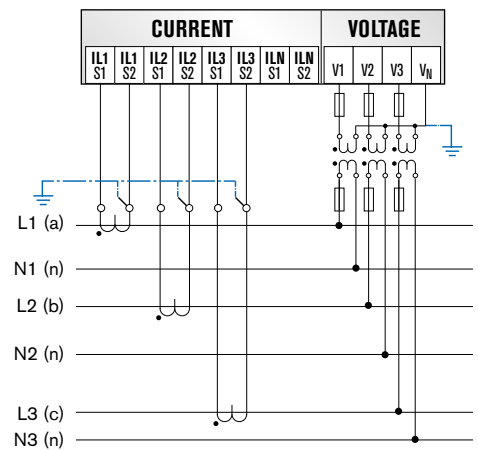 CURRENT VOLTAGE
IL1 IL1 IL2 IL2 IL3 IL3 ILN ILN
S1 S2 S1 S2 S1 S2 S1 S2 V1 V2 V3 VN
L1 (a)
N1 (n)
L2 (b)
N2 (n)
L3 (c)
N3 (n)